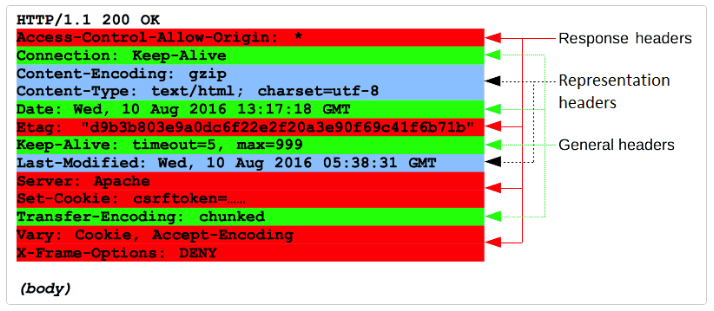 HTTP/1.1 200 OK
Access-Control-Allow-Origin: *
Connection: Keep-Alive
Content-Encoding: gzip
Content-Type: text/html; charset=utf-8
Date: Wed, 10 Aug 2016 13:17:18 GMT
Etag: "d9b3b803e9a0dc6f22e2f20a3e90f69c41f6b71b"
Keep-Alive: timeout=5, max=999
Last-Modified: Wed, 10 Aug 2016 05:38:31 GMT
Server: Apache
Set-Cookie: csrftoken=……
Transfer-Encoding: chunked
Vary: Cookie, Accept-Encoding
X-Frame-Options: DENY
(body)
Response headers
Representation
headers
General headers